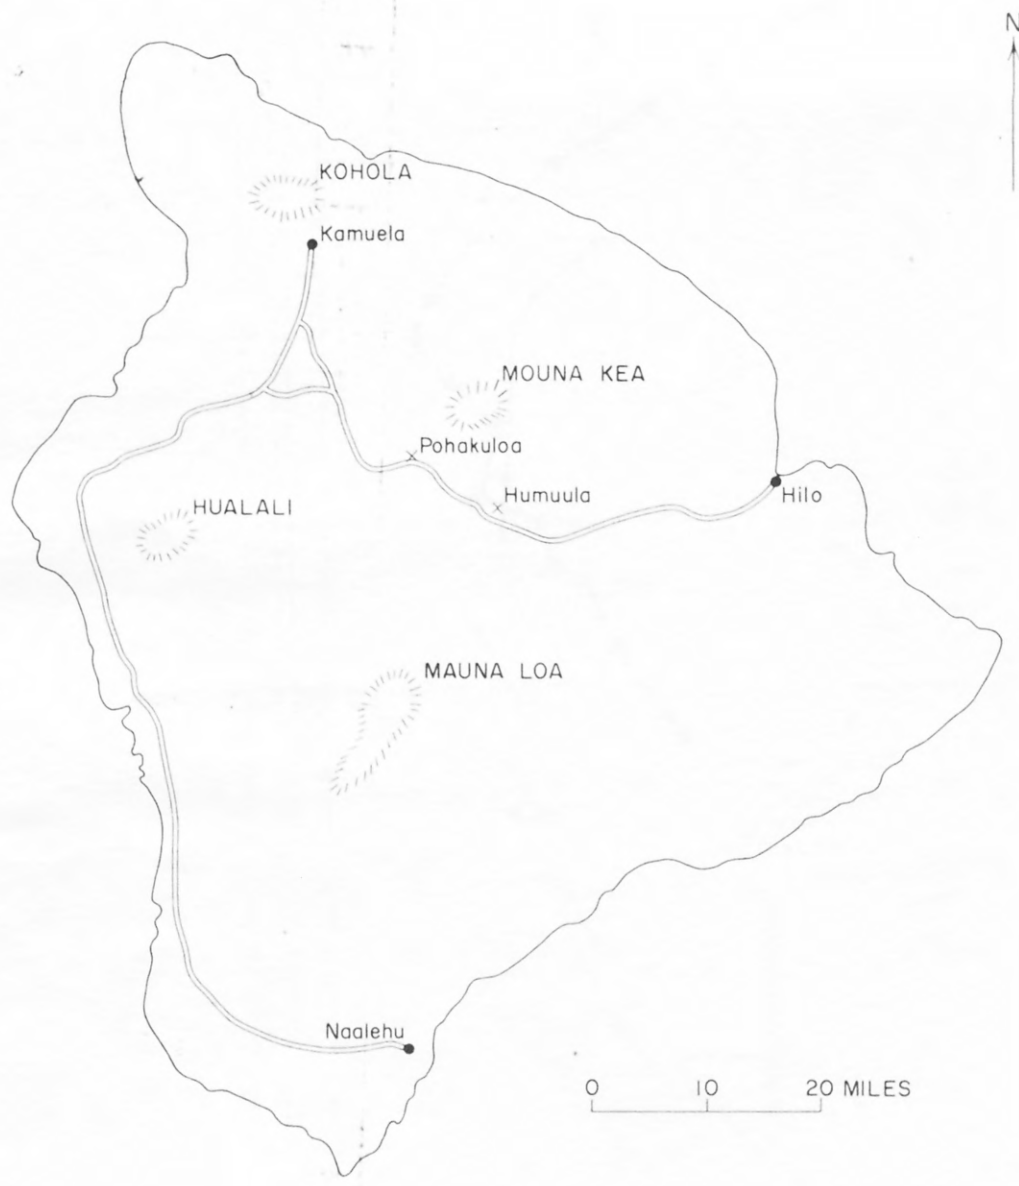 N
KOHOLA
Kamuela
MOUNA KEA
Pohakuloa
Humuula
Hilo
HUALALI
MAUNA LOA
Naalehu
0 10 20 MILES